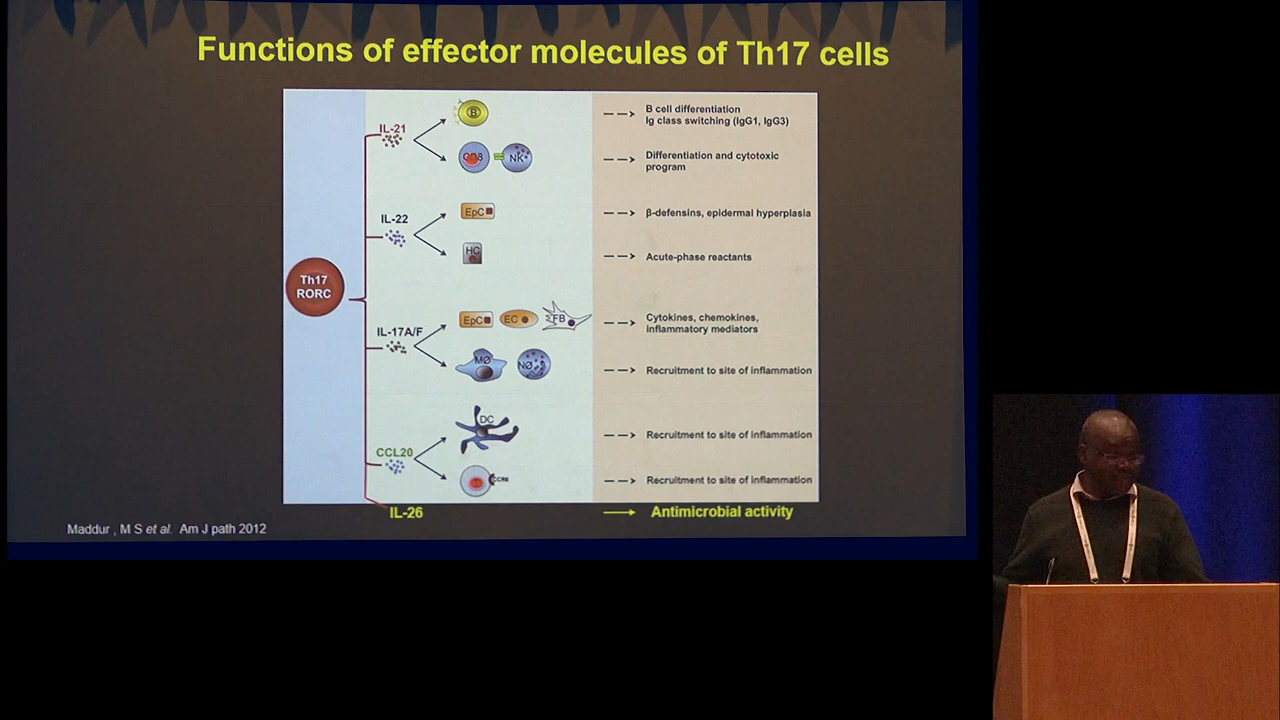 Functions of effector molecules of Th17 cells
IL-21
B
B cell differentiation
Ig class switching (IgG1, IgG3)
CD8
NK
Differentiation and cytotoxic
program
IL-22
EpC
β-defensins, epidermal hyperplasia
HC
Acute-phase reactants
Th17
RORC
IL-17A/F
EpC
EC
FB
Cytokines, chemokines,
inflammatory mediators
MØ
NØ
Recruitment to site of inflammation
CCL20
DC
Recruitment to site of inflammation
CCR6
Recruitment to site of inflammation
IL-26
Antimicrobial activity
Maddur , M S et al. Am J path 2012